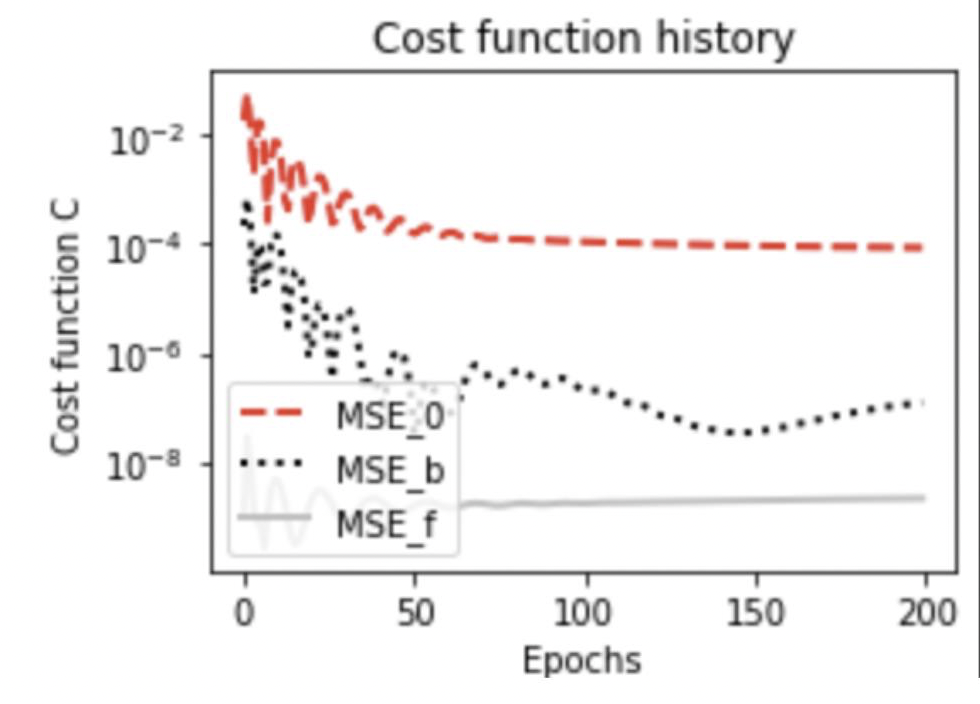 Cost function history
Cost function C
10⁻²
10⁻⁴
10⁻⁶
10⁻⁸
MSE_0
MSE_b
MSE_f
0 50 100 150 200
Epochs